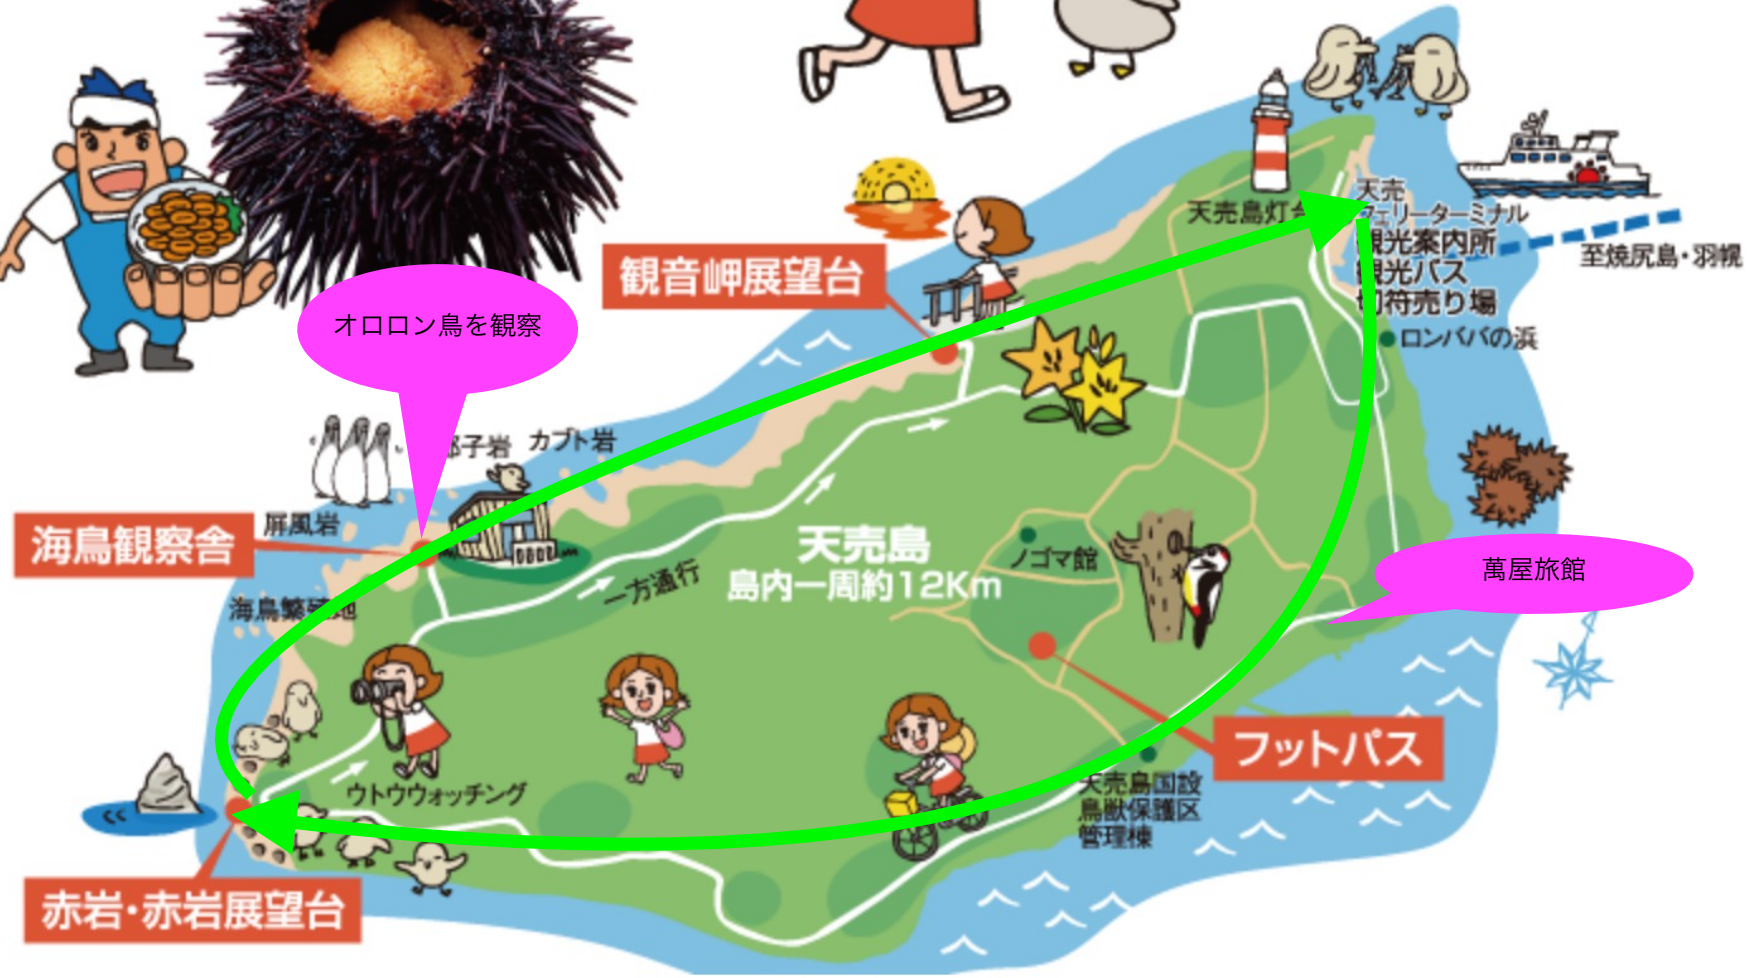 天売島灯台
天売
フェリーターミナル
観光案内所
観光バス
切符売り場
至焼尻島・羽幌
観音岬展望台
オロロン鳥を観察
ロンババの浜
カブト岩
屏風岩
海鳥観察舎
天売島
島内一周約12Km
ノゴマ館
萬屋旅館
一方通行
海鳥繁殖地
フットパス
ウトウウォッチング
天売島国設
鳥獣保護区
管理棟
赤岩・赤岩展望台